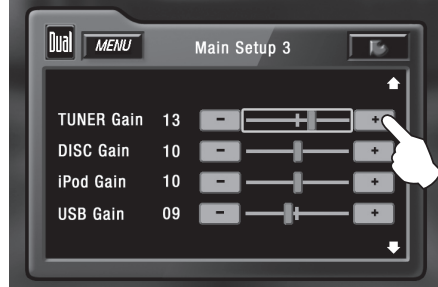 Dual MENU Main Setup 3
TUNER Gain 13 - +
DISC Gain 10 - +
iPod Gain 10 - +
USB Gain 09 - +